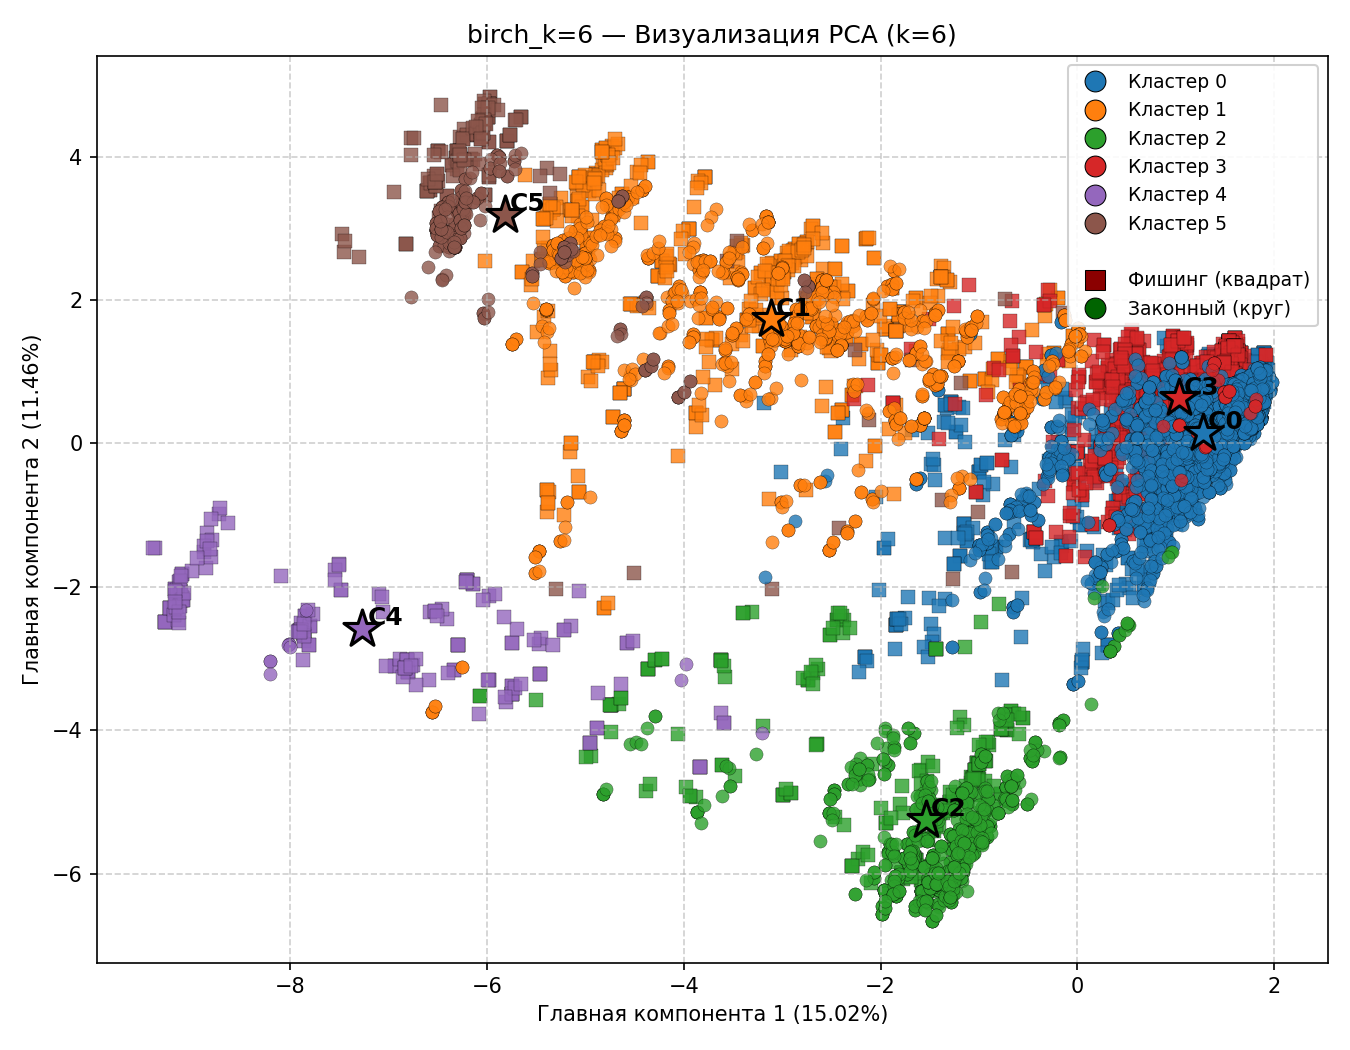 birch_k=6 — Визуализация PCA (k=6)
Кластер 0
Кластер 1
Кластер 2
Кластер 3
Кластер 4
Кластер 5
Фишинг (квадрат)
Законный (круг)
C5
C1
C3
C0
C4
C2
4
2
0
−2
−4
−6
−8
−6
−4
−2
0
2
Главная компонента 1 (15.02%)
Главная компонента 2 (11.46%)